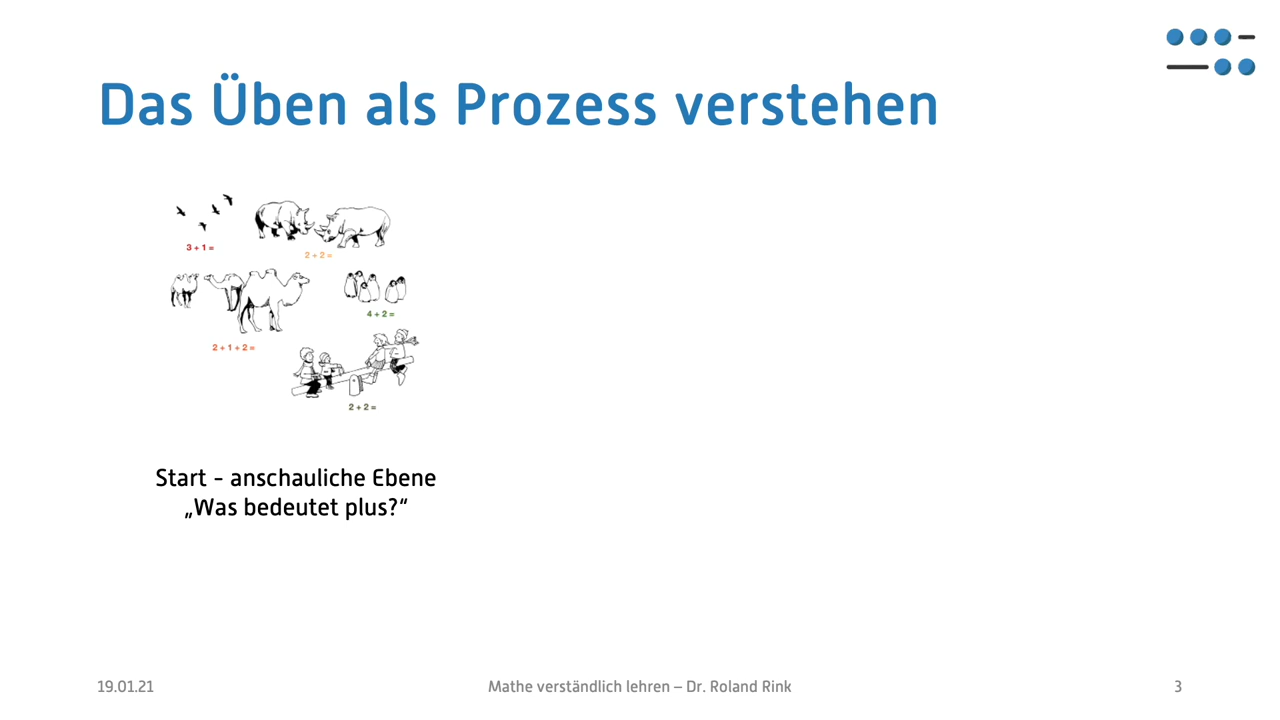 Das Üben als Prozess verstehen
3 + 1 =
2 + 2 =
4 + 2 =
2 + 1 + 2 =
2 + 2 =
Start - anschauliche Ebene
„Was bedeutet plus?“
19.01.21
Mathe verständlich lehren – Dr. Roland Rink
3